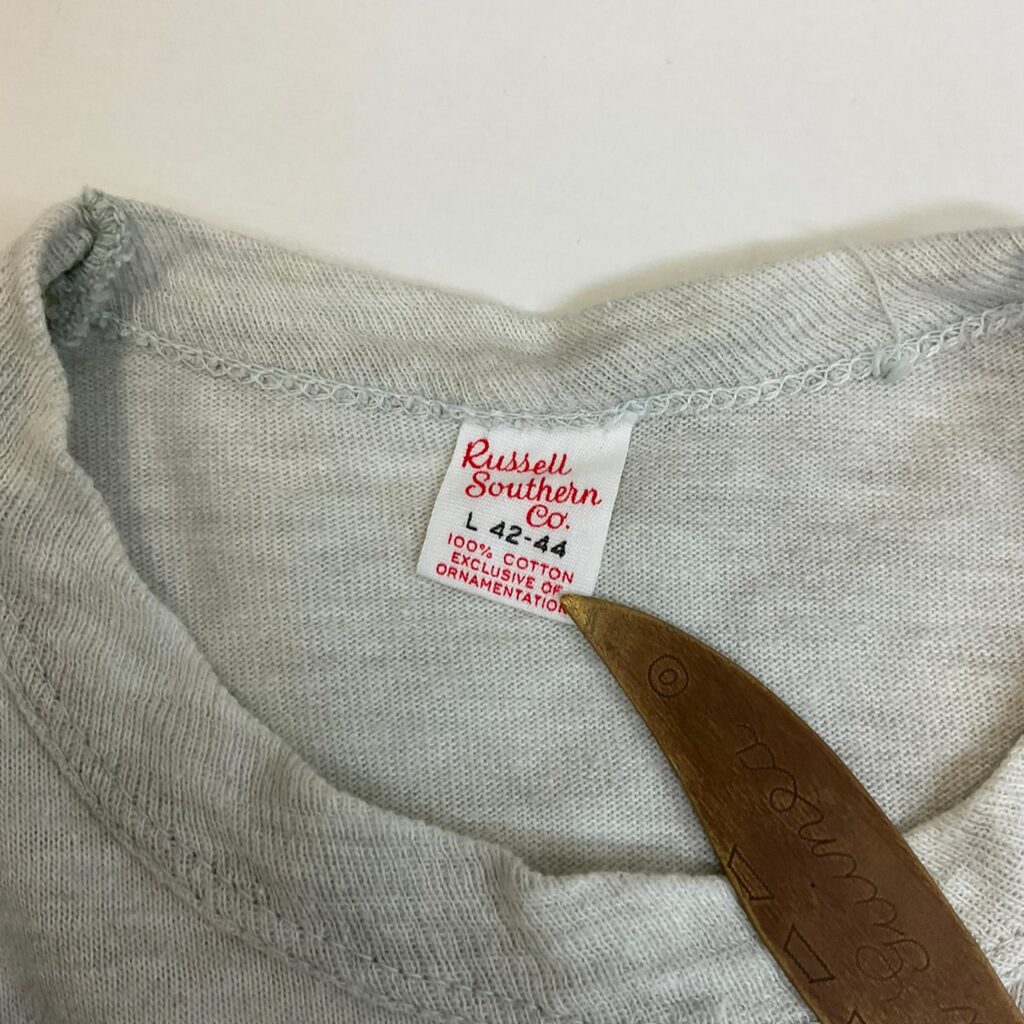 Russell
Southern
Co.
L 42-44
100% COTTON
EXCLUSIVE OF
ORNAMENTATION